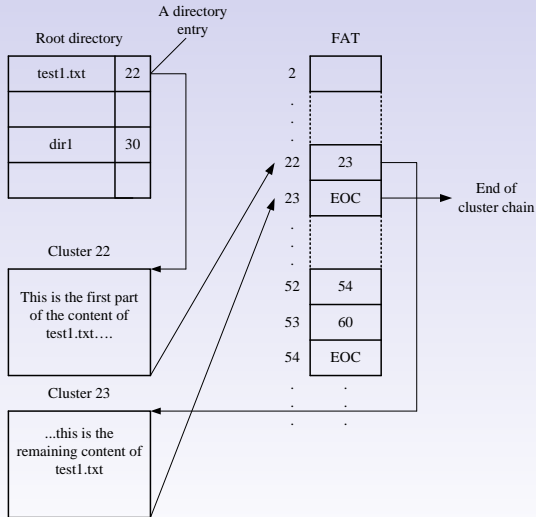 A directory
entry
Root directory
test1.txt 22
dir1 30
FAT
2
.
.
.
22 23
23 EOC
.
.
.
52 54
53 60
54 EOC
. .
. .
. .
End of
cluster chain
Cluster 22
This is the first part
of the content of
test1.txt….
Cluster 23
...this is the
remaining content of
test1.txt